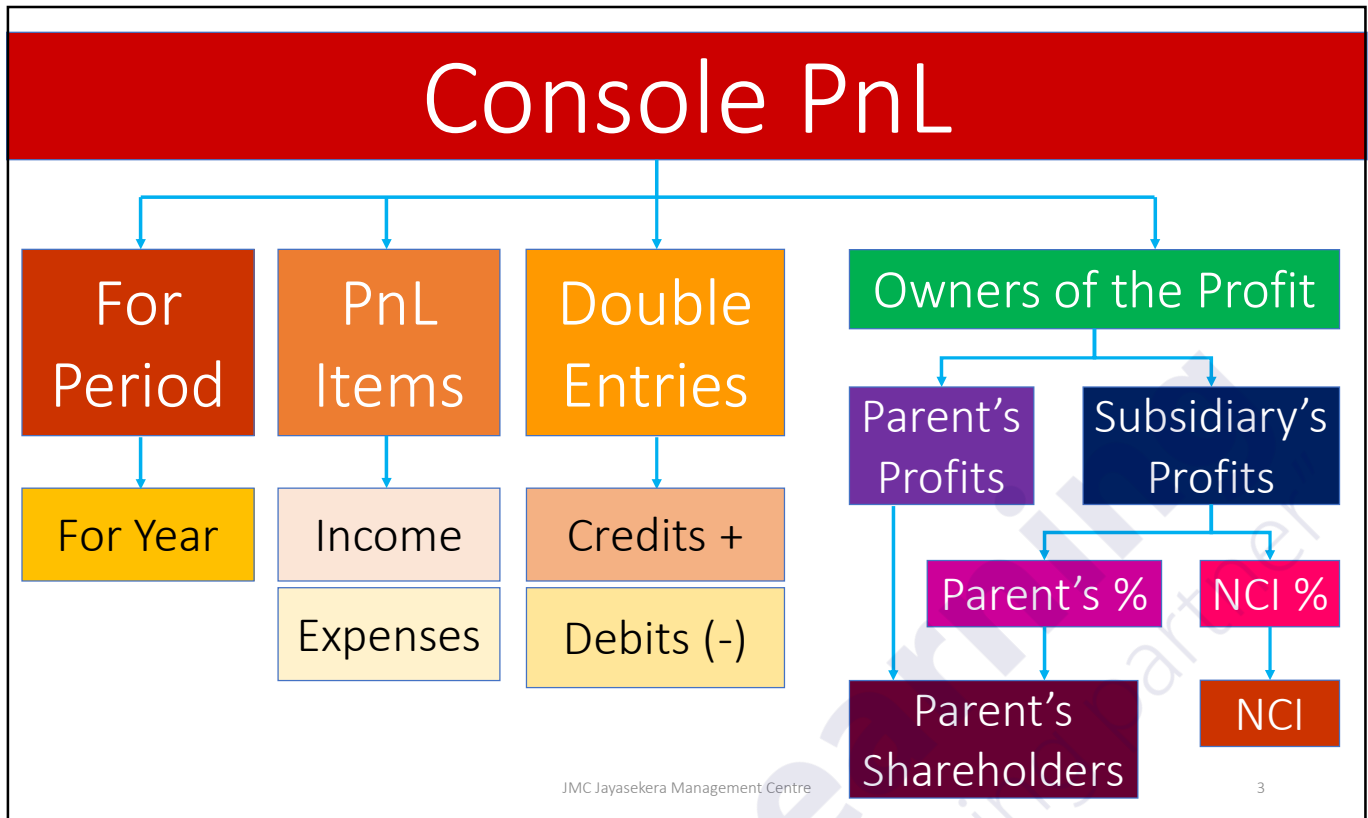 Console PnL
For
Period
PnL
Items
Double
Entries
Owners of the Profit
Parent’s
Profits
Subsidiary’s
Profits
For Year
Income
Credits +
Expenses
Debits (-)
Parent’s %
NCI %
Parent’s
Shareholders
NCI
JMC Jayasekera Management Centre
3